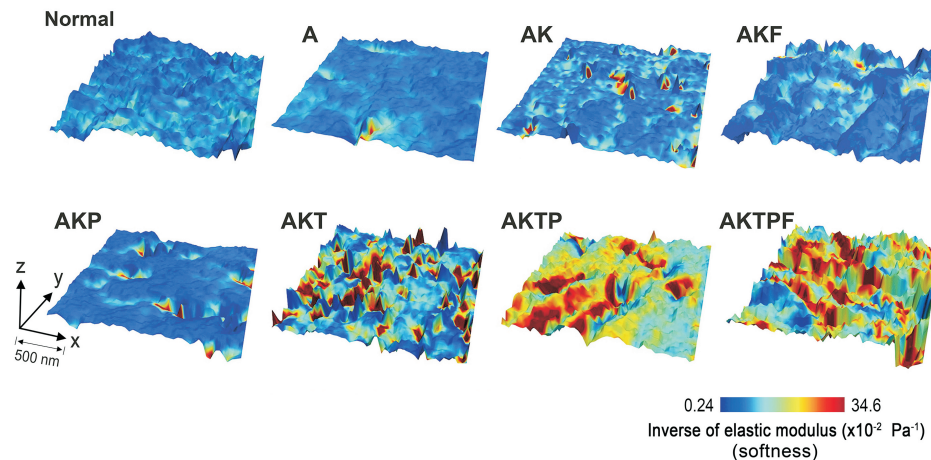 Normal
A
AK
AKF
AKP
AKT
AKTP
AKTPF
z
y
x
500 nm
0.24
34.6
Inverse of elastic modulus (x10⁻² Pa⁻¹)
(softness)